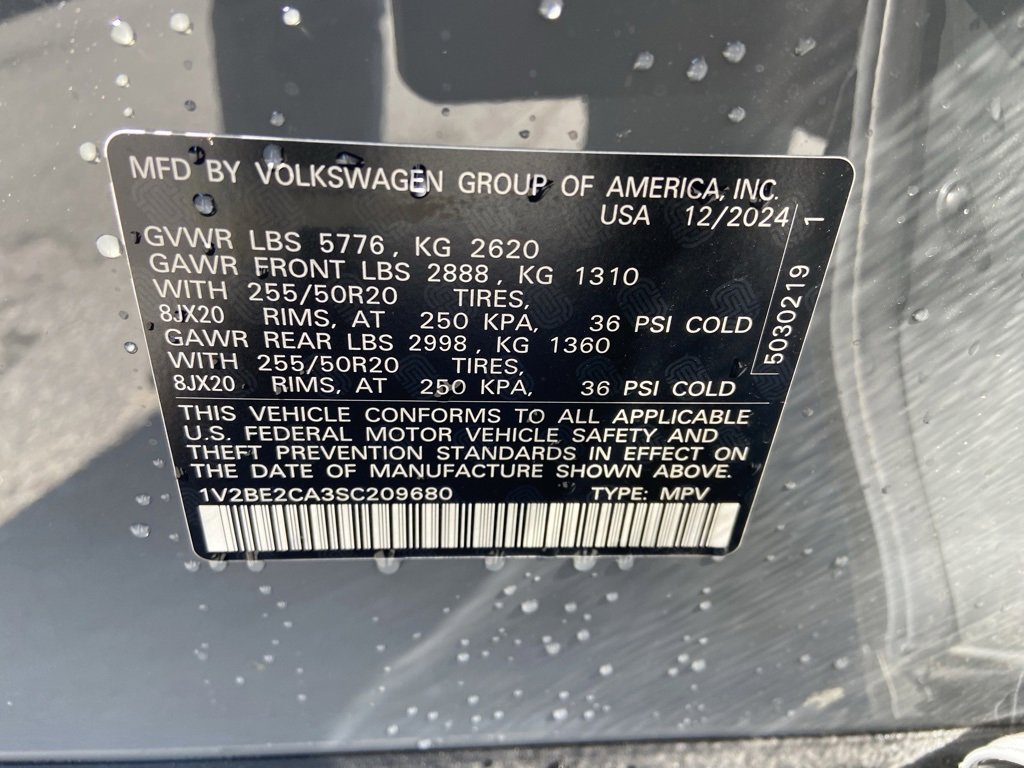 MFD BY VOLKSWAGEN GROUP OF AMERICA, INC.
USA 12/2024
GVWR LBS 5776, KG 2620
GAWR FRONT LBS 2888, KG 1310
WITH 255/50R20 TIRES,
8JX20 RIMS, AT 250 KPA, 36 PSI COLD
GAWR REAR LBS 2998, KG 1360
WITH 255/50R20 TIRES,
8JX20 RIMS, AT 250 KPA, 36 PSI COLD
5030219 1
THIS VEHICLE CONFORMS TO ALL APPLICABLE
U.S. FEDERAL MOTOR VEHICLE SAFETY AND
THEFT PREVENTION STANDARDS IN EFFECT ON
THE DATE OF MANUFACTURE SHOWN ABOVE.
1V2BE2CA3SC209680 TYPE: MPV